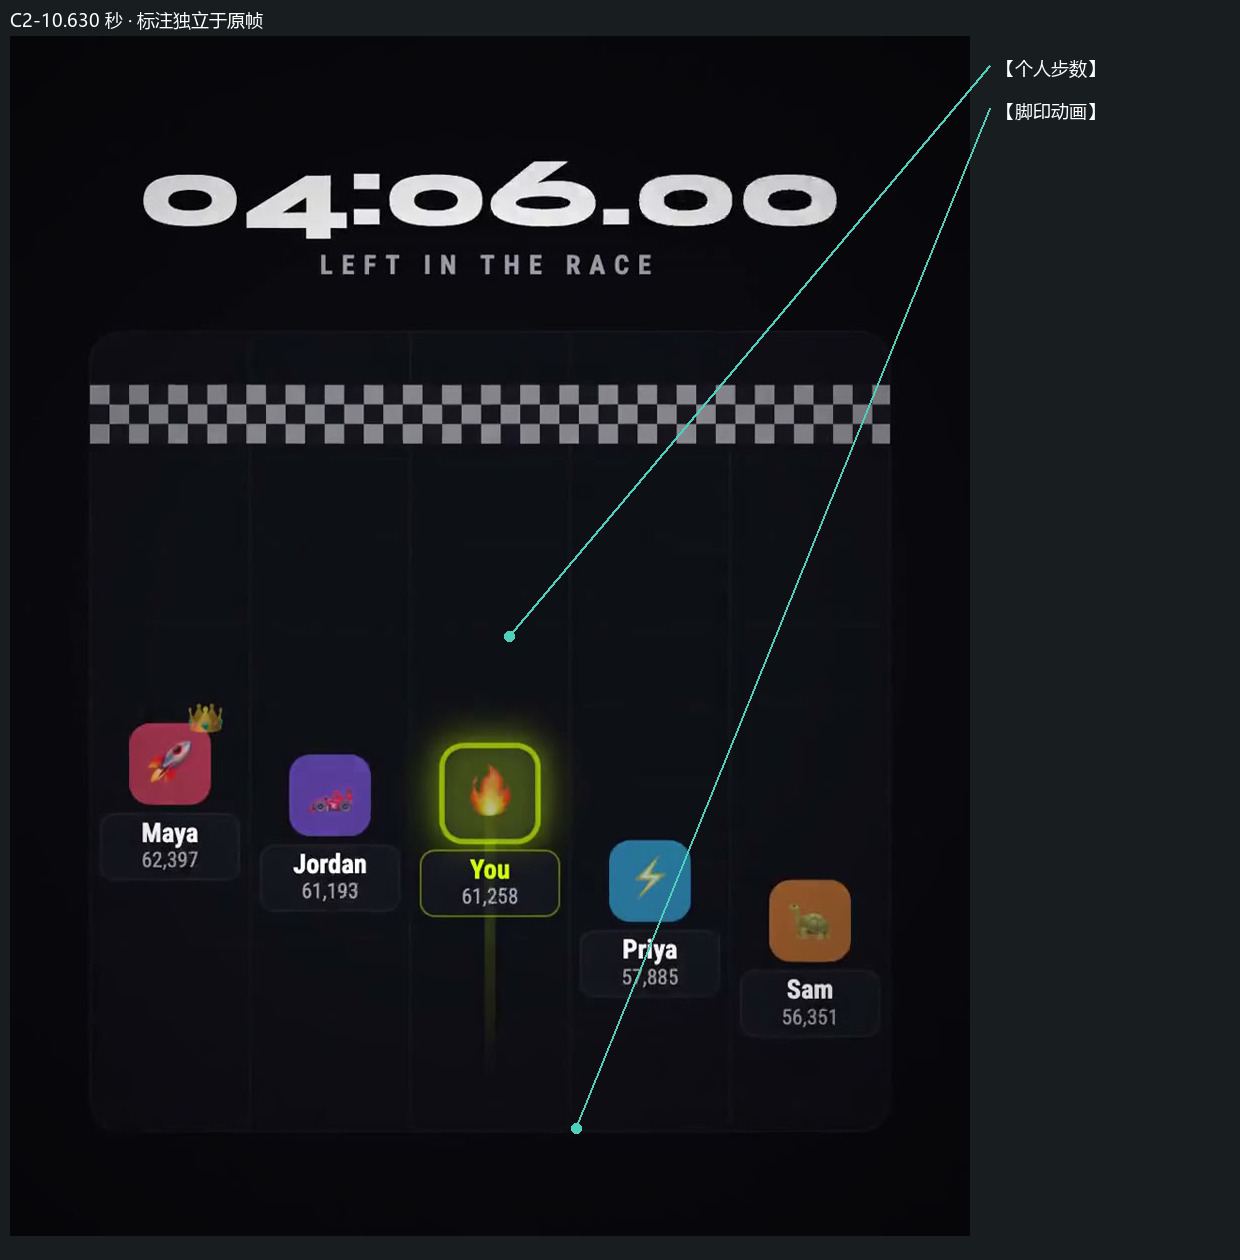 C2-10.630 秒 · 标注独立于原帧
【个人步数】
【脚印动画】
04:06.00
LEFT IN THE RACE
Maya
62,397
Jordan
61,193
You
61,258
Priya
57,885
Sam
56,351